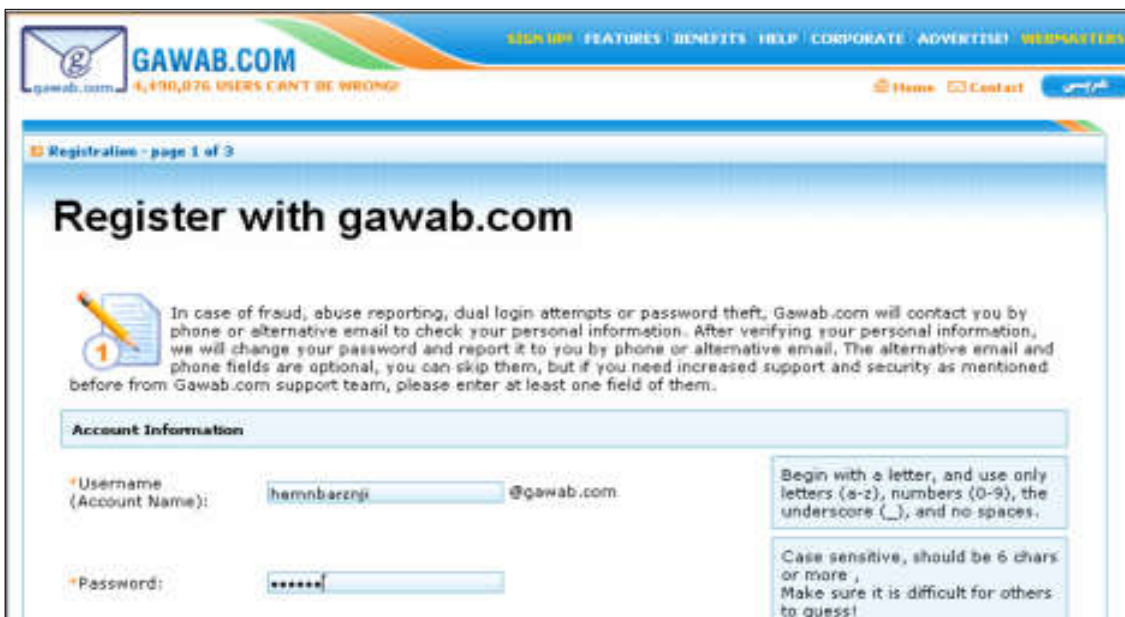 SIGN UP! FEATURES BENEFITS HELP CORPORATE ADVERTISE! WEBMASTERS
@
gawab.com
GAWAB.COM
4,490,076 USERS CAN'T BE WRONG!
Home Contact عربي
Registration - page 1 of 3
Register with gawab.com
1
In case of fraud, abuse reporting, dual login attempts or password theft, Gawab.com will contact you by
phone or alternative email to check your personal information. After verifying your personal information,
we will change your password and report it to you by phone or alternative email. The alternative email and
phone fields are optional, you can skip them, but if you need increased support and security as mentioned
before from Gawab.com support team, please enter at least one field of them.
Account Information
*Username
(Account Name):
hemnbarznji @gawab.com
Begin with a letter, and use only
letters (a-z), numbers (0-9), the
underscore (_), and no spaces.
*Password:
••••••
Case sensitive, should be 6 chars
or more ,
Make sure it is difficult for others
to guess!